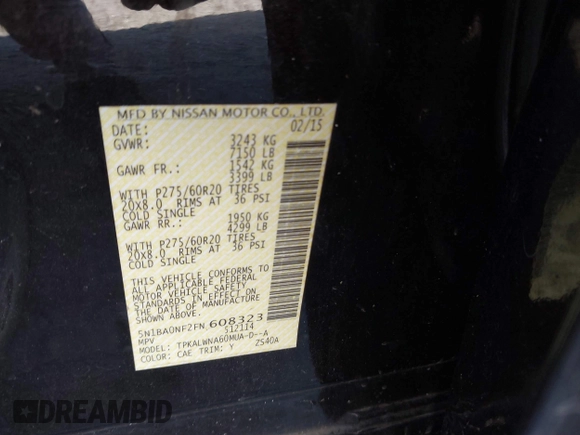 MFD BY NISSAN MOTOR CO., LTD.
DATE: 02/15
GVWR: 3243 KG
7150 LB
GAWR FR.: 1542 KG
3399 LB
WITH P275/60R20 TIRES
20X8.0 RIMS AT 36 PSI
COLD SINGLE
GAWR RR.: 1950 KG
4299 LB
WITH P275/60R20 TIRES
20X8.0 RIMS AT 36 PSI
COLD SINGLE
THIS VEHICLE CONFORMS TO
ALL APPLICABLE FEDERAL
MOTOR VEHICLE SAFETY
STANDARDS IN EFFECT ON
THE DATE OF MANUFACTURE
SHOWN ABOVE.
5N1BA0NF2FN 608323
MPV S12114
MODEL: TPKALWNA60MUA-D--A
COLOR: CAE TRIM: Y ZS40A
DREAMBID